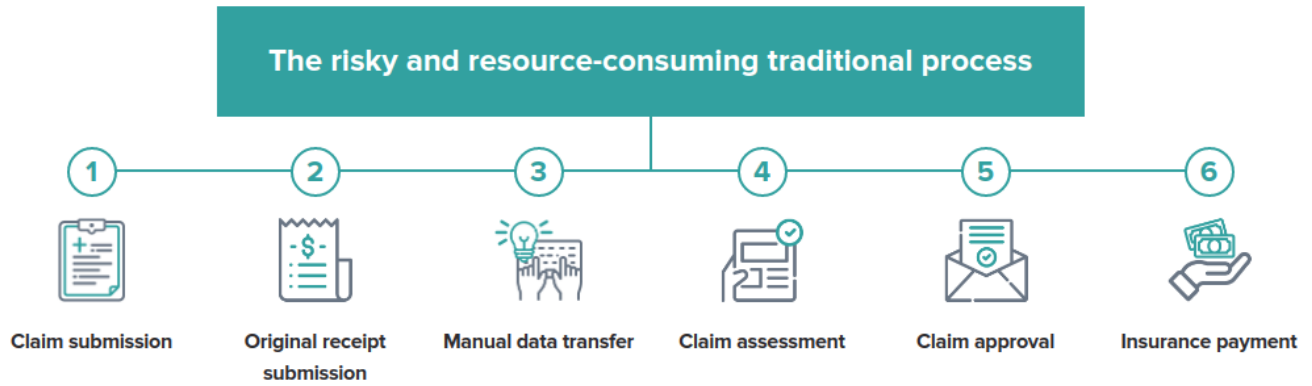 The risky and resource-consuming traditional process
1
2
3
4
5
6
-$-
Claim submission
Original receipt
submission
Manual data transfer
Claim assessment
Claim approval
Insurance payment